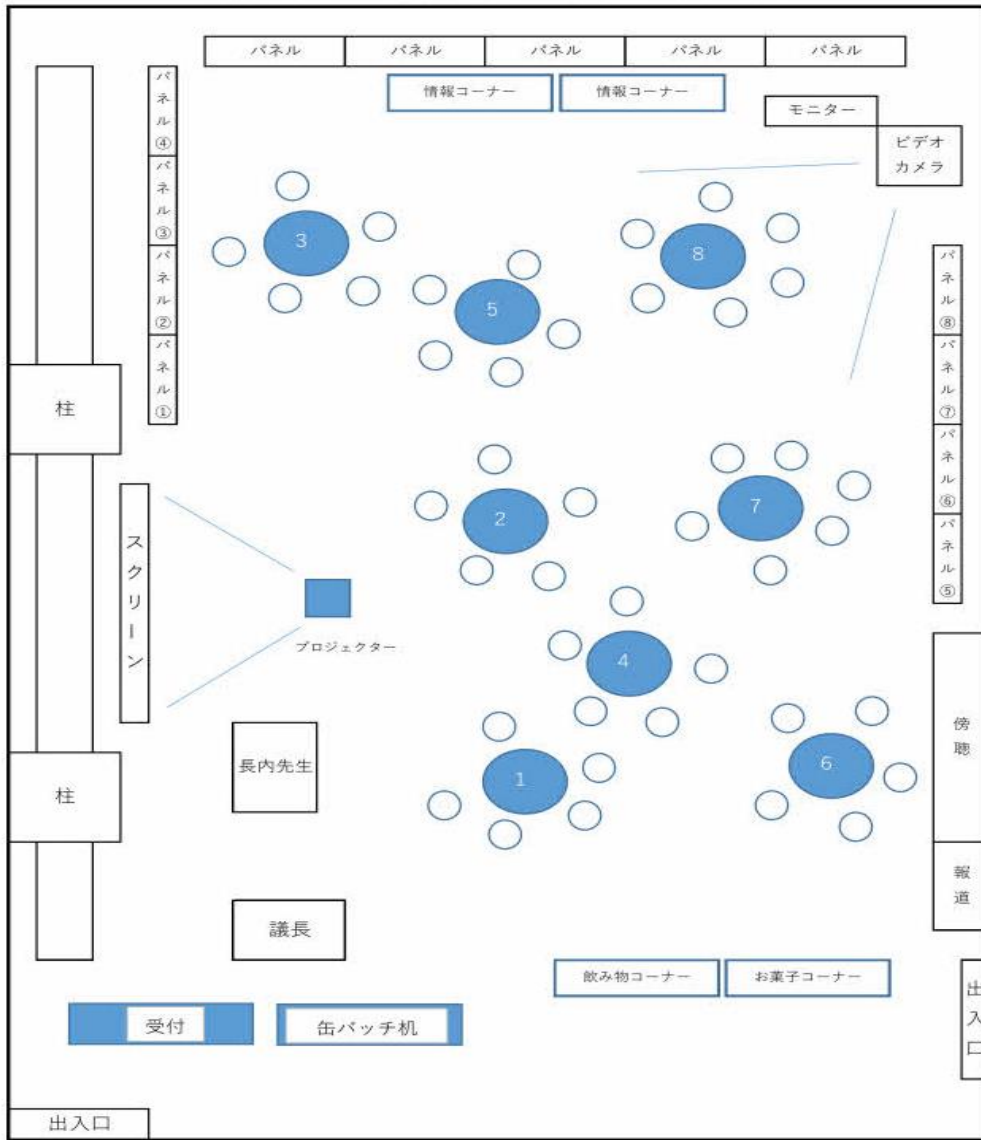 パネル パネル パネル パネル パネル
情報コーナー 情報コーナー
モニター
ビデオ
カメラ
パネル④
パネル③
パネル②
パネル①
柱
スクリーン
プロジェクター
長内先生
柱
議長
3
5
8
2
7
4
1
6
パネル⑧
パネル⑦
パネル⑥
パネル⑤
傍聴
報道
飲み物コーナー お菓子コーナー
出入口
受付 缶バッチ机
出入口